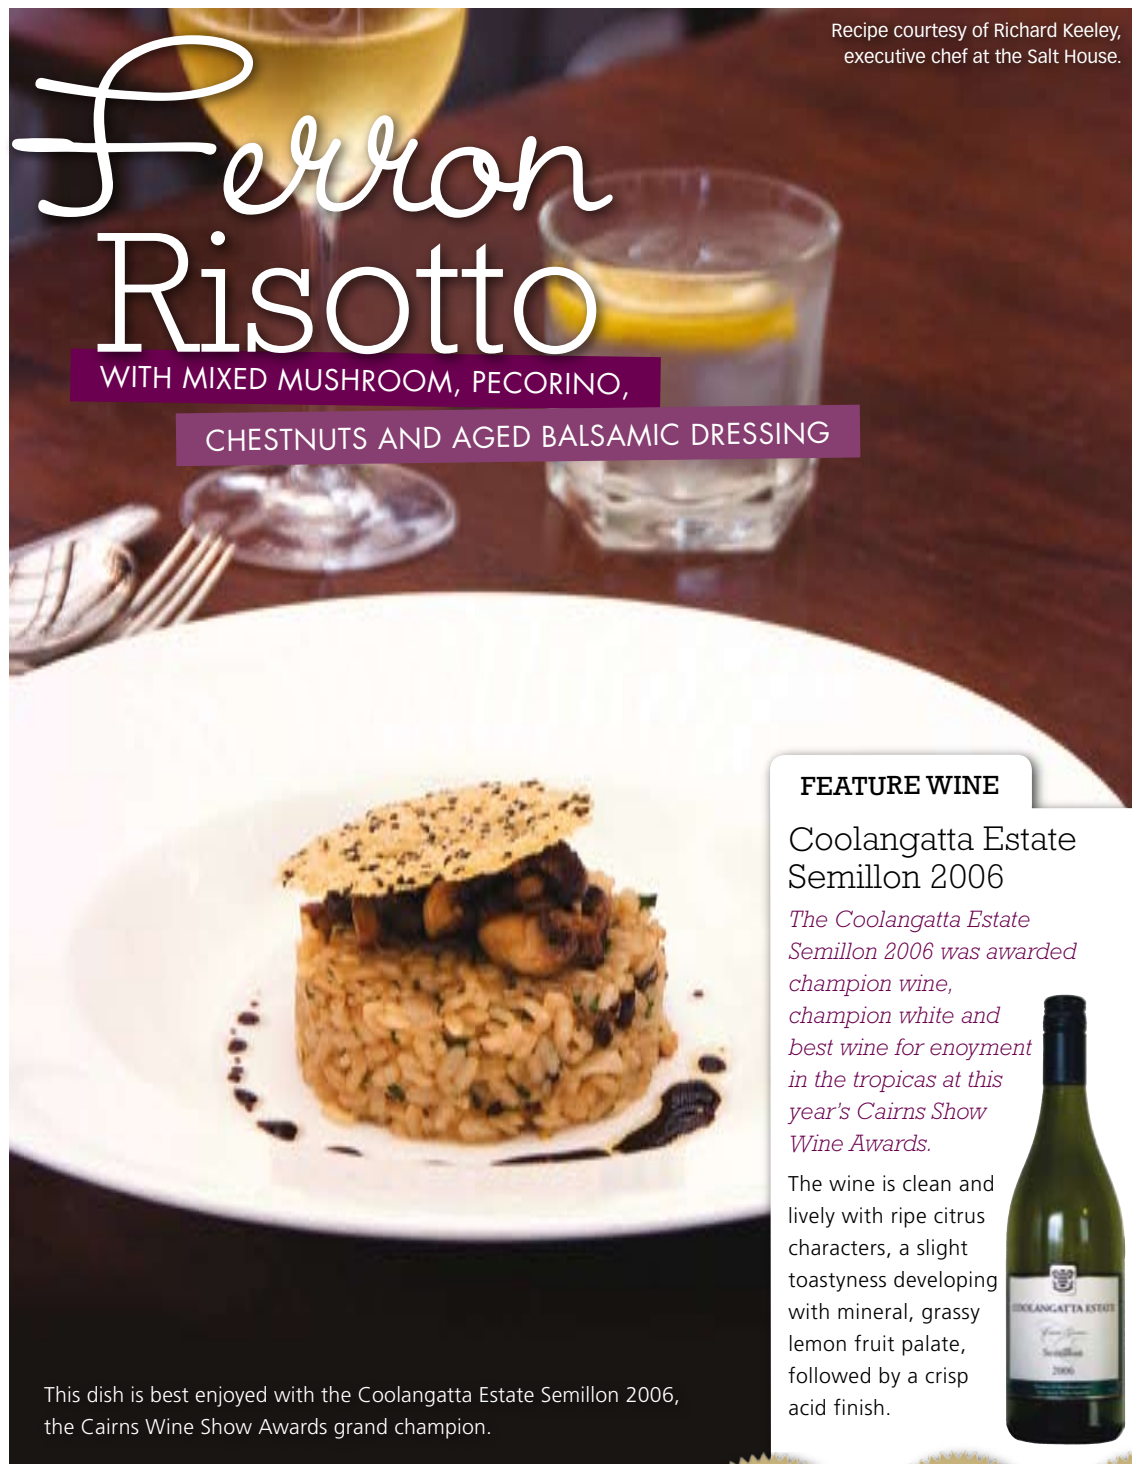 Recipe courtesy of Richard Keeley,
executive chef at the Salt House.
Ferron
Risotto
WITH MIXED MUSHROOM, PECORINO,
CHESTNUTS AND AGED BALSAMIC DRESSING
FEATURE WINE
Coolangatta Estate
Semillon 2006
The Coolangatta Estate
Semillon 2006 was awarded
champion wine,
champion white and
best wine for enoyment
in the tropicas at this
year's Cairns Show
Wine Awards.
The wine is clean and
lively with ripe citrus
characters, a slight
toastyness developing
with mineral, grassy
lemon fruit palate,
followed by a crisp
acid finish.
COOLANGATTA ESTATE
Semillon
2006
This dish is best enjoyed with the Coolangatta Estate Semillon 2006,
the Cairns Wine Show Awards grand champion.